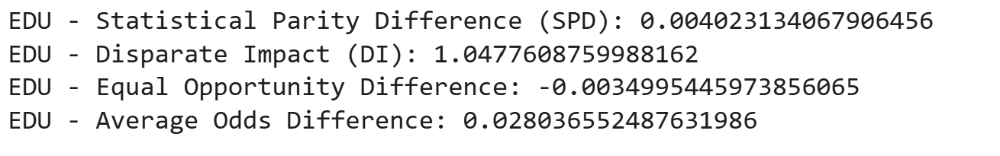 EDU - Statistical Parity Difference (SPD): 0.004023134067906456
EDU - Disparate Impact (DI): 1.0477608759988162
EDU - Equal Opportunity Difference: -0.0034995445973856065
EDU - Average Odds Difference: 0.028036552487631986